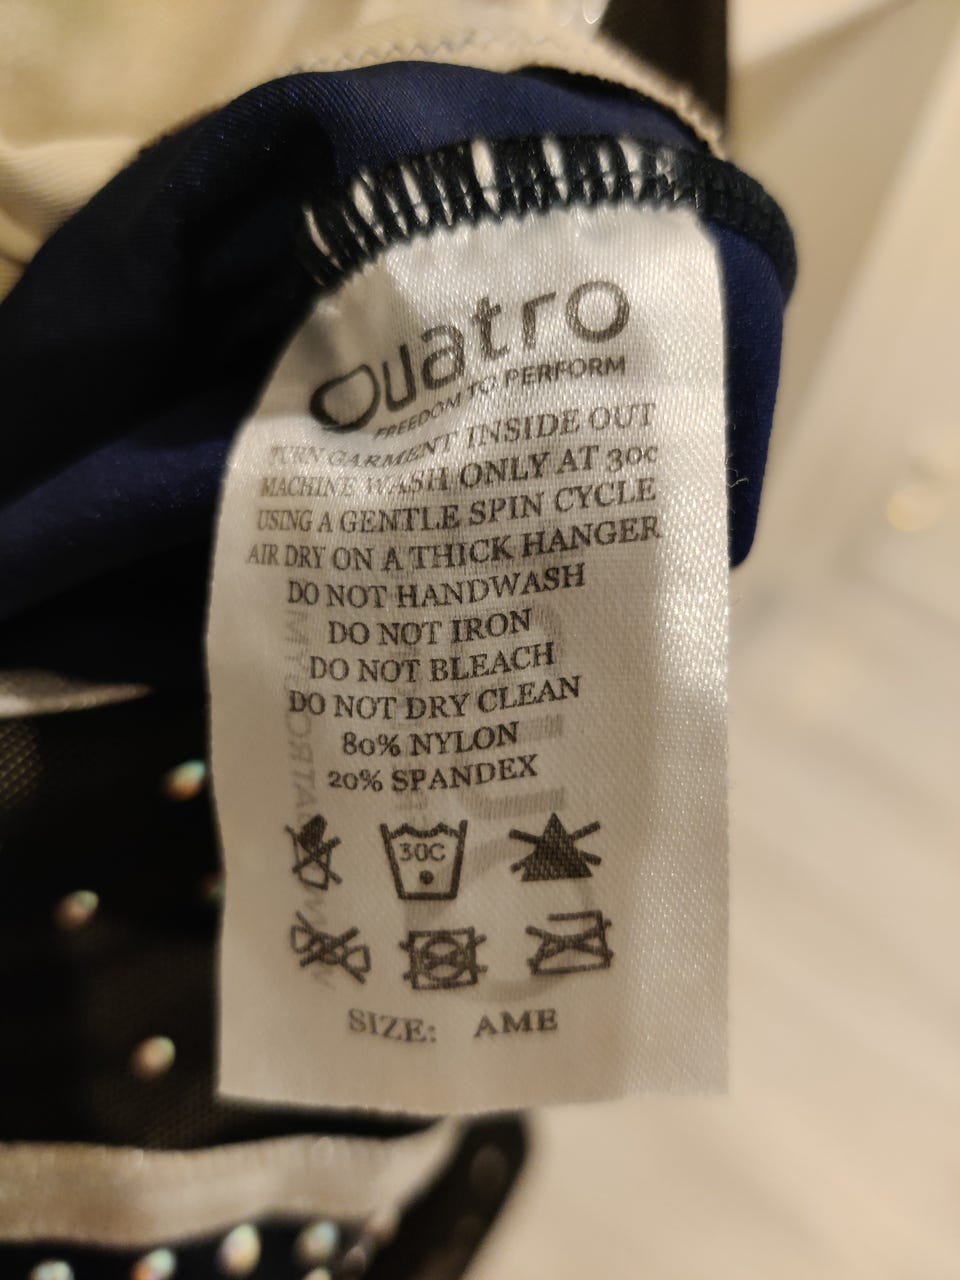 Quatro
FREEDOM TO PERFORM
TURN GARMENT INSIDE OUT
MACHINE WASH ONLY AT 30c
USING A GENTLE SPIN CYCLE
AIR DRY ON A THICK HANGER
DO NOT HANDWASH
DO NOT IRON
DO NOT BLEACH
DO NOT DRY CLEAN
80% NYLON
20% SPANDEX
30C
SIZE: AME